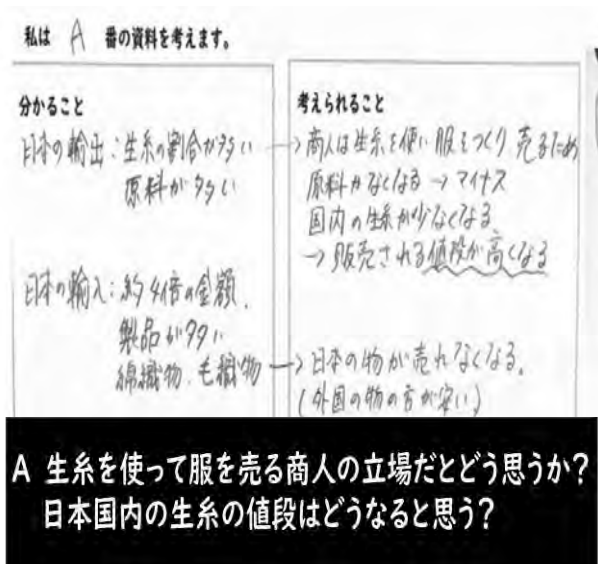 私は A 番の資料を考えます。
分かること
日本の輸出：生糸の割合が多い
原料が多い
日本の輸入：約4倍の金額、
製品が多い
綿織物、毛織物
考えられること
→商人は生糸を使い服をつくり売るため
原料がなくなる→マイナス
国内の生糸が少なくなる
→販売される値段が高くなる
→日本の物が売れなくなる。
(外国の物の方が安い)
A 生糸を使って服を売る商人の立場だとどう思うか?
日本国内の生糸の値段はどうなると思う?